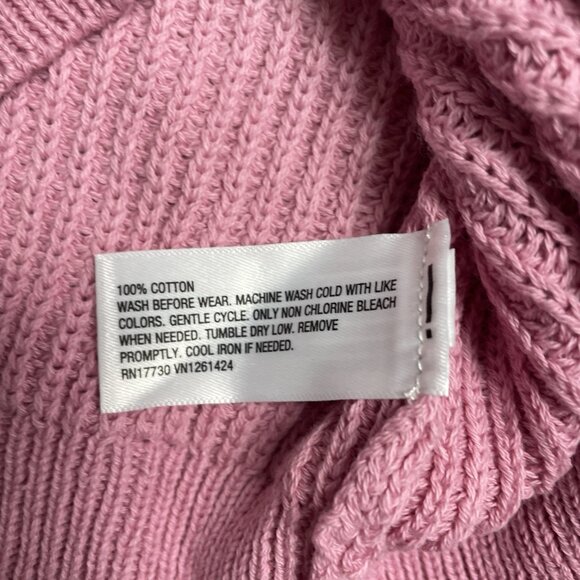 100% COTTON
WASH BEFORE WEAR. MACHINE WASH COLD WITH LIKE
COLORS. GENTLE CYCLE. ONLY NON CHLORINE BLEACH
WHEN NEEDED. TUMBLE DRY LOW. REMOVE
PROMPTLY. COOL IRON IF NEEDED.
RN17730 VN1261424